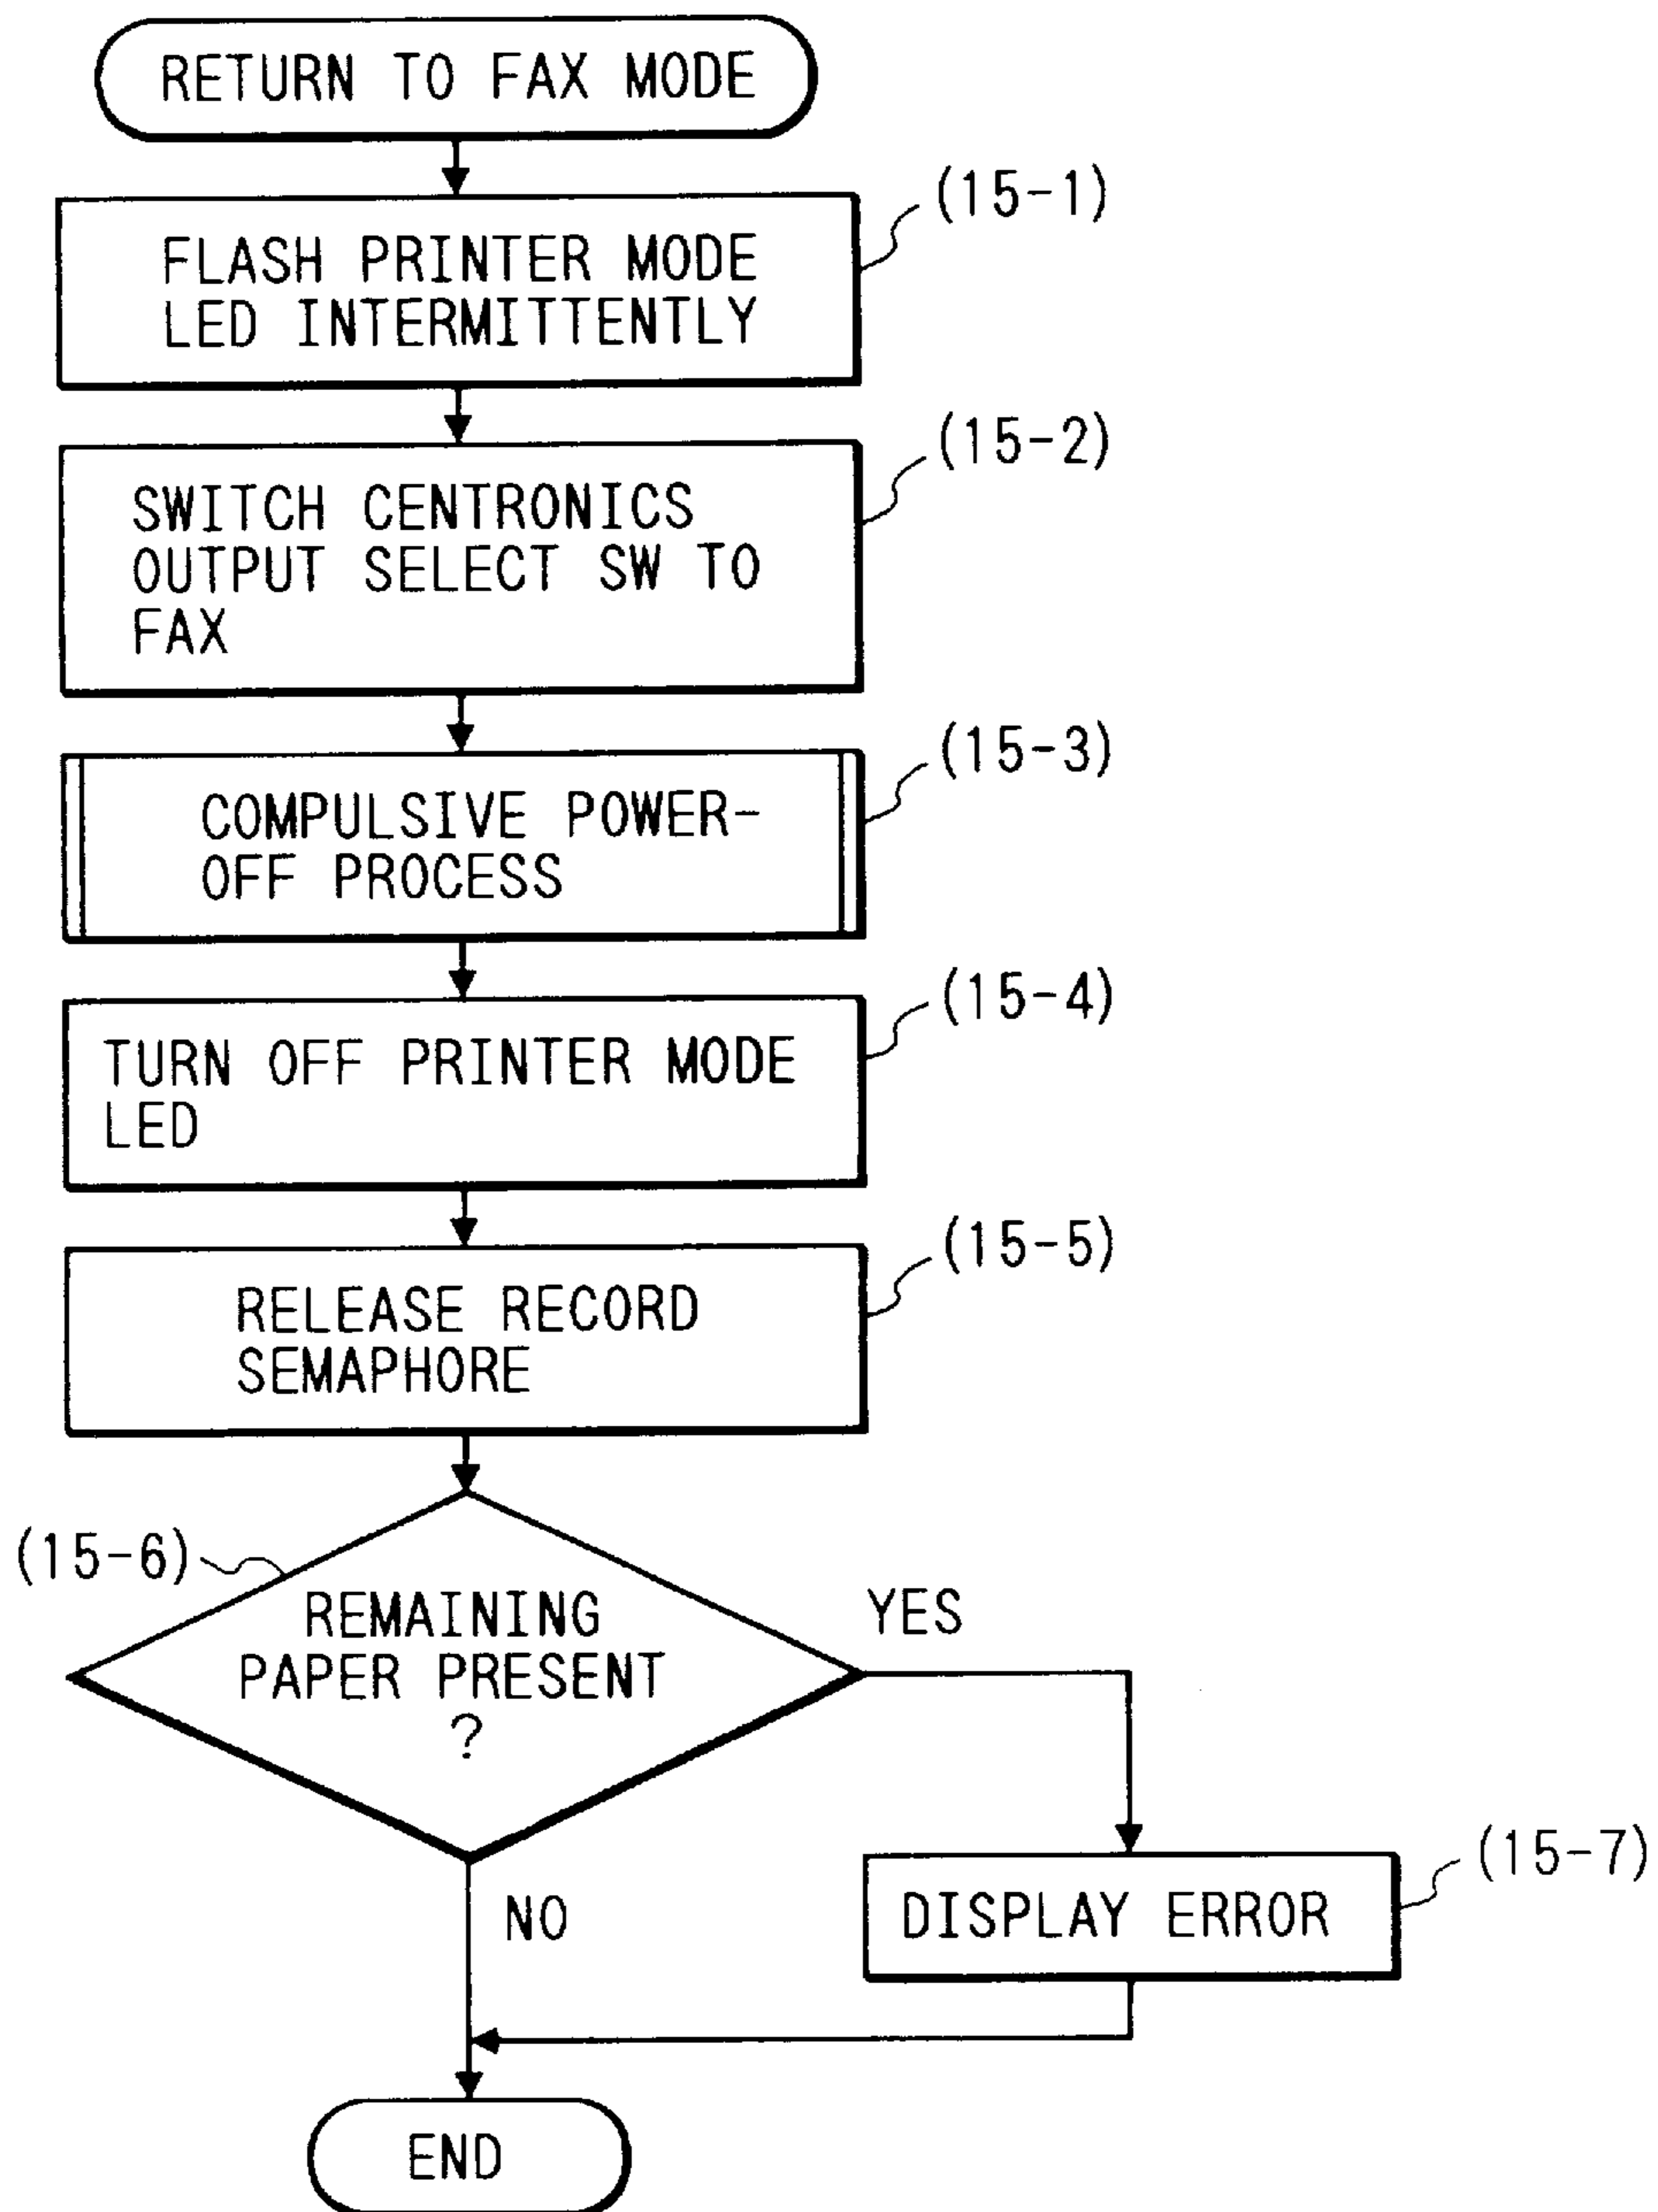 RETURN TO FAX MODE
(15-1)
FLASH PRINTER MODE
LED INTERMITTENTLY
(15-2)
SWITCH CENTRONICS
OUTPUT SELECT SW TO
FAX
(15-3)
COMPULSIVE POWER-
OFF PROCESS
(15-4)
TURN OFF PRINTER MODE
LED
(15-5)
RELEASE RECORD
SEMAPHORE
(15-6)
REMAINING
PAPER PRESENT
?
YES
NO
(15-7)
DISPLAY ERROR
END